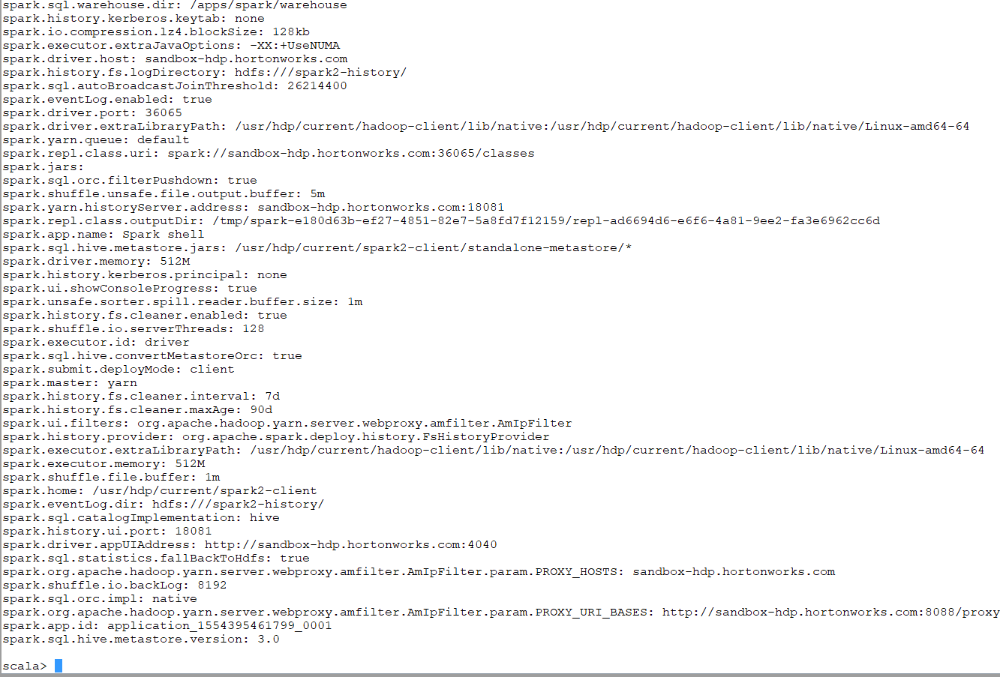 spark.sql.warehouse.dir: /apps/spark/warehouse
spark.history.kerberos.keytab: none
spark.io.compression.lz4.blockSize: 128kb
spark.executor.extraJavaOptions: -XX:+UseNUMA
spark.driver.host: sandbox-hdp.hortonworks.com
spark.history.fs.logDirectory: hdfs:///spark2-history/
spark.sql.autoBroadcastJoinThreshold: 26214400
spark.eventLog.enabled: true
spark.driver.port: 36065
spark.driver.extraLibraryPath: /usr/hdp/current/hadoop-client/lib/native:/usr/hdp/current/hadoop-client/lib/native/Linux-amd64-64
spark.yarn.queue: default
spark.repl.class.uri: spark://sandbox-hdp.hortonworks.com:36065/classes
spark.jars:
spark.sql.orc.filterPushdown: true
spark.shuffle.unsafe.file.output.buffer: 5m
spark.yarn.historyServer.address: sandbox-hdp.hortonworks.com:18081
spark.repl.class.outputDir: /tmp/spark-e180d63b-ef27-4851-82e7-5a8fd7f12159/repl-ad6694d6-e6f6-4a81-9ee2-fa3e6962cc6d
spark.app.name: Spark shell
spark.sql.hive.metastore.jars: /usr/hdp/current/spark2-client/standalone-metastore/*
spark.driver.memory: 512M
spark.history.kerberos.principal: none
spark.ui.showConsoleProgress: true
spark.unsafe.sorter.spill.reader.buffer.size: 1m
spark.history.fs.cleaner.enabled: true
spark.shuffle.io.serverThreads: 128
spark.executor.id: driver
spark.sql.hive.convertMetastoreOrc: true
spark.submit.deployMode: client
spark.master: yarn
spark.history.fs.cleaner.interval: 7d
spark.history.fs.cleaner.maxAge: 90d
spark.ui.filters: org.apache.hadoop.yarn.server.webproxy.amfilter.AmIpFilter
spark.history.provider: org.apache.spark.deploy.history.FsHistoryProvider
spark.executor.extraLibraryPath: /usr/hdp/current/hadoop-client/lib/native:/usr/hdp/current/hadoop-client/lib/native/Linux-amd64-64
spark.executor.memory: 512M
spark.shuffle.file.buffer: 1m
spark.home: /usr/hdp/current/spark2-client
spark.eventLog.dir: hdfs:///spark2-history/
spark.sql.catalogImplementation: hive
spark.history.ui.port: 18081
spark.driver.appUIAddress: http://sandbox-hdp.hortonworks.com:4040
spark.sql.statistics.fallBackToHdfs: true
spark.org.apache.hadoop.yarn.server.webproxy.amfilter.AmIpFilter.param.PROXY_HOSTS: sandbox-hdp.hortonworks.com
spark.shuffle.io.backLog: 8192
spark.sql.orc.impl: native
spark.org.apache.hadoop.yarn.server.webproxy.amfilter.AmIpFilter.param.PROXY_URI_BASES: http://sandbox-hdp.hortonworks.com:8088/proxy
spark.app.id: application_1554395461799_0001
spark.sql.hive.metastore.version: 3.0
scala>